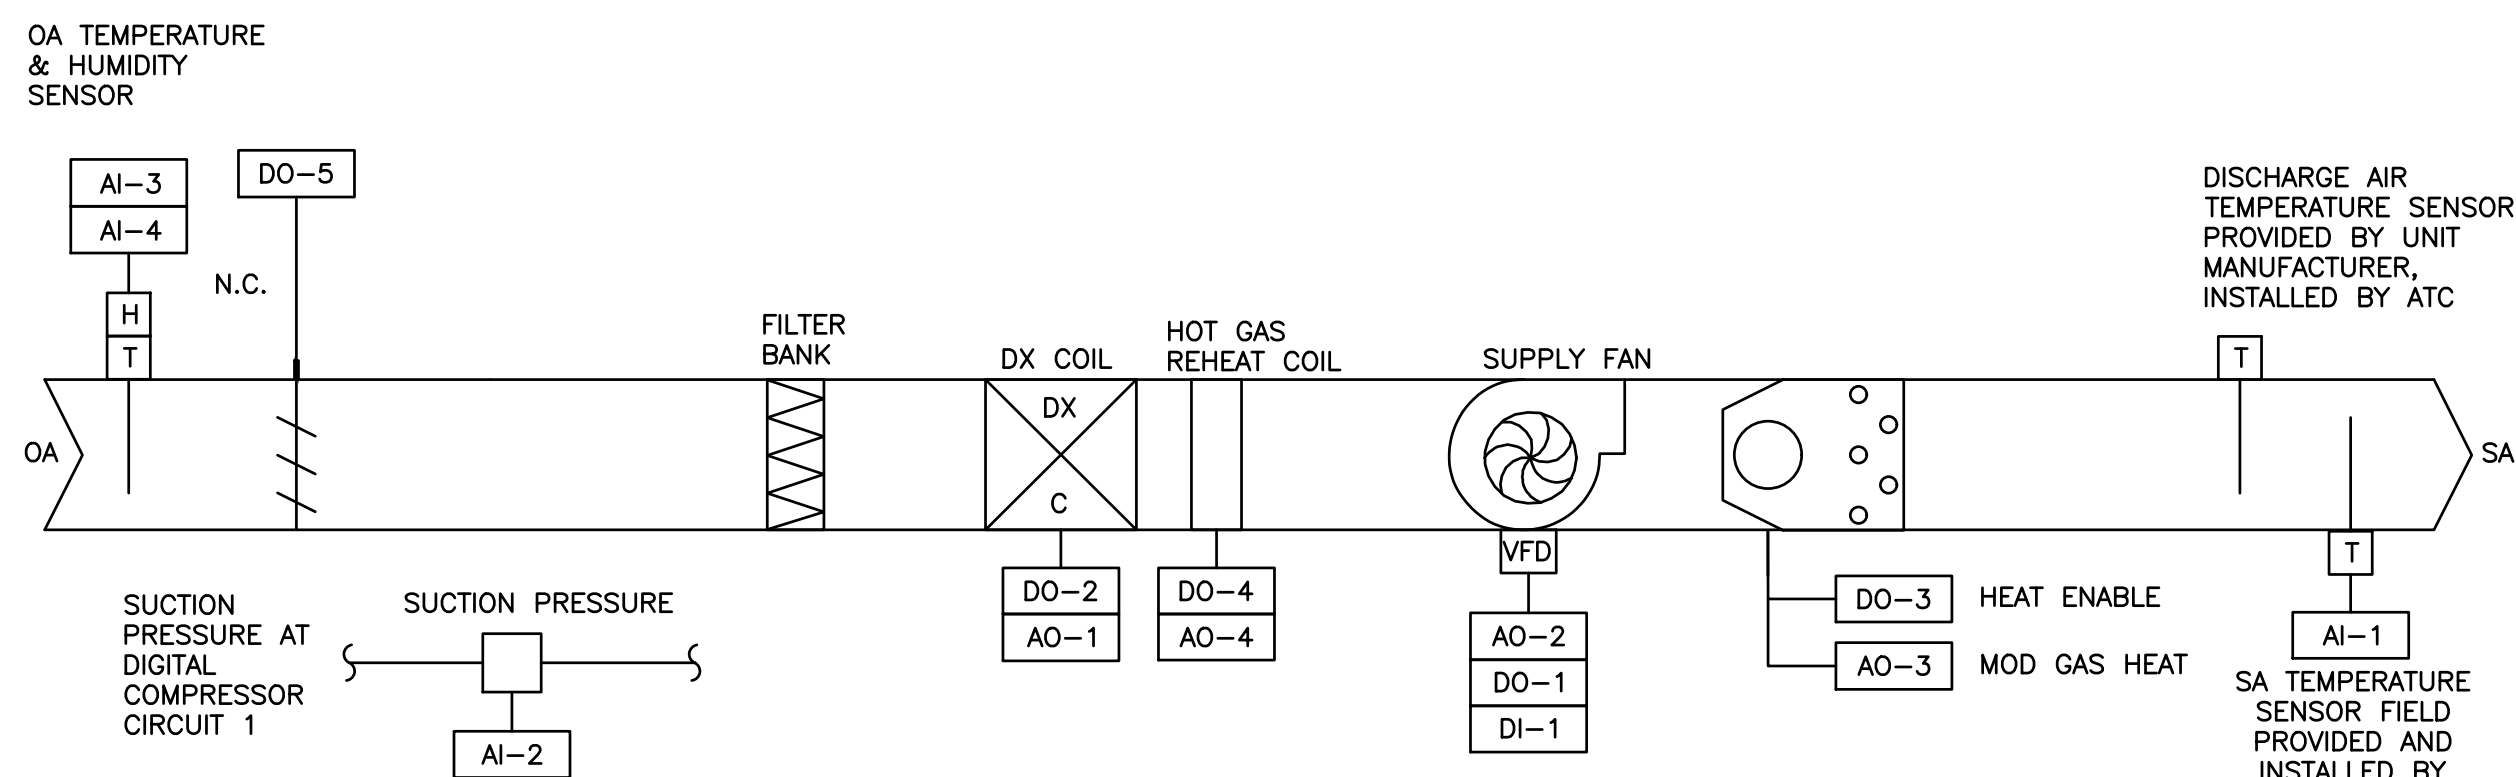 OA TEMPERATURE
& HUMIDITY
SENSOR
AI-3
AI-4
H
T
DO-5
N.C.
OA
FILTER
BANK
DX COIL
DX
C
HOT GAS
REHEAT COIL
SUPPLY FAN
DISCHARGE AIR
TEMPERATURE SENSOR
PROVIDED BY UNIT
MANUFACTURER,
INSTALLED BY ATC
T
SA
SUCTION
PRESSURE AT
DIGITAL
COMPRESSOR
CIRCUIT 1
SUCTION PRESSURE
AI-2
DO-2
AO-1
DO-4
AO-4
VFD
AO-2
DO-1
DI-1
DO-3
HEAT ENABLE
AO-3
MOD GAS HEAT
T
AI-1
SA TEMPERATURE
SENSOR FIELD
PROVIDED AND
INSTALLED BY